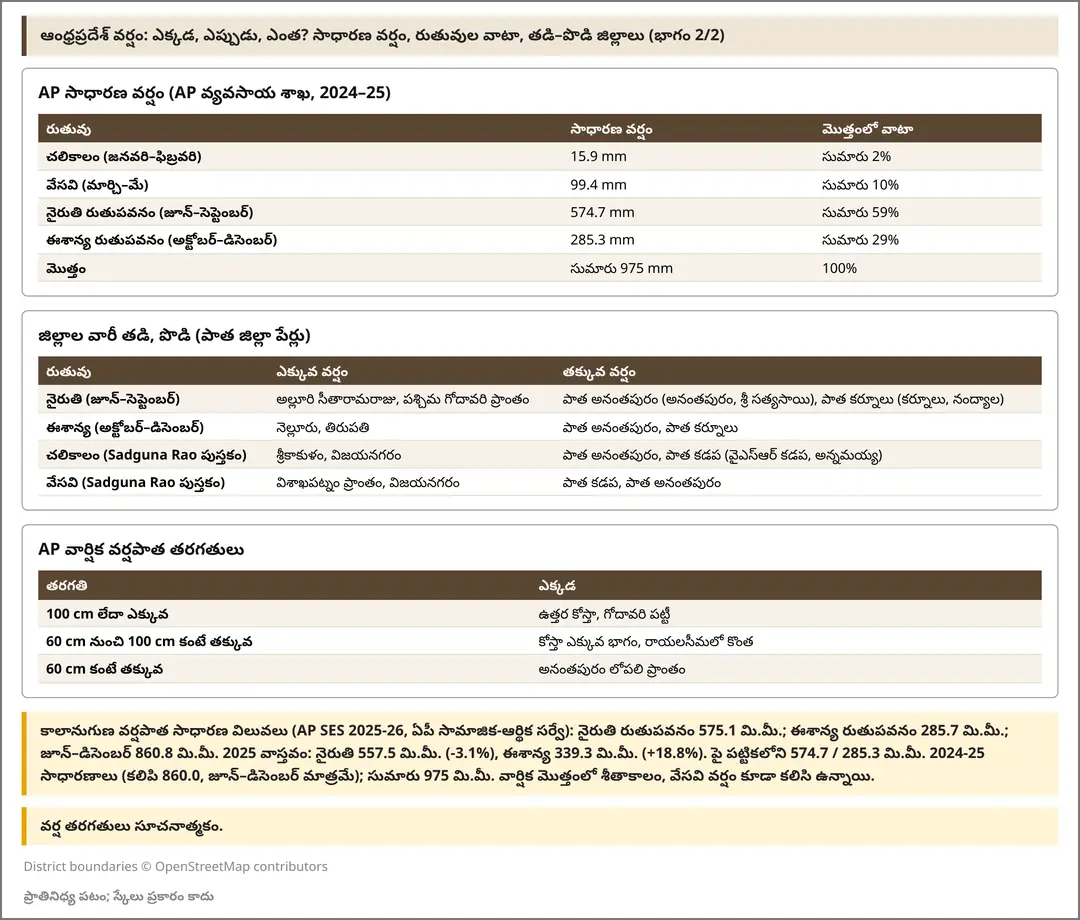 ఆంధ్రప్రదేశ్ వర్షం: ఎక్కడ, ఎప్పుడు, ఎంత? సాధారణ వర్షం, రుతువుల వాటా, తడి–పొడి జిల్లాలు (భాగం 2/2)
AP సాధారణ వర్షం (AP వ్యవసాయ శాఖ, 2024–25)
రుతువు సాధారణ వర్షం మొత్తంలో వాటా
చలికాలం (జనవరి–ఫిబ్రవరి) 15.9 mm సుమారు 2%
వేసవి (మార్చి–మే) 99.4 mm సుమారు 10%
నైరుతి రుతుపవనం (జూన్–సెప్టెంబర్) 574.7 mm సుమారు 59%
ఈశాన్య రుతుపవనం (అక్టోబర్–డిసెంబర్) 285.3 mm సుమారు 29%
మొత్తం సుమారు 975 mm 100%
జిల్లాల వారీ తడి, పొడి (పాత జిల్లా పేర్లు)
రుతువు ఎక్కువ వర్షం తక్కువ వర్షం
నైరుతి (జూన్–సెప్టెంబర్) అల్లూరి సీతారామరాజు, పశ్చిమ గోదావరి ప్రాంతం పాత అనంతపురం (అనంతపురం, శ్రీ సత్యసాయి), పాత కర్నూలు (కర్నూలు, నంద్యాల)
ఈశాన్య (అక్టోబర్–డిసెంబర్) నెల్లూరు, తిరుపతి పాత అనంతపురం, పాత కర్నూలు
చలికాలం (Sadguna Rao పుస్తకం) శ్రీకాకుళం, విజయనగరం పాత అనంతపురం, పాత కడప (వైఎస్ఆర్ కడప, అన్నమయ్య)
వేసవి (Sadguna Rao పుస్తకం) విశాఖపట్నం ప్రాంతం, విజయనగరం పాత కడప, పాత అనంతపురం
AP వార్షిక వర్షపాత తరగతులు
తరగతి ఎక్కడ
100 cm లేదా ఎక్కువ ఉత్తర కోస్తా, గోదావరి పట్టీ
60 cm నుంచి 100 cm కంటే తక్కువ కోస్తా ఎక్కువ భాగం, రాయలసీమలో కొంత
60 cm కంటే తక్కువ అనంతపురం లోపలి ప్రాంతం
కాలానుగుణ వర్షపాత సాధారణ విలువలు (AP SES 2025-26, ఏపీ సామాజిక-ఆర్థిక సర్వే): నైరుతి రుతుపవనం 575.1 మి.మీ.; ఈశాన్య రుతుపవనం 285.7 మి.మీ.;
జూన్–డిసెంబర్ 860.8 మి.మీ. 2025 వాస్తవం: నైరుతి 557.5 మి.మీ. (-3.1%), ఈశాన్య 339.3 మి.మీ. (+18.8%). పై పట్టికలోని 574.7 / 285.3 మి.మీ. 2024-25
సాధారణాలు (కలిపి 860.0, జూన్–డిసెంబర్ మాత్రమే); సుమారు 975 మి.మీ. వార్షిక మొత్తంలో శీతాకాలం, వేసవి వర్షం కూడా కలిసి ఉన్నాయి.
వర్ష తరగతులు సూచనాత్మకం.
District boundaries © OpenStreetMap contributors
ప్రాతినిధ్య పటం; స్కేలు ప్రకారం కాదు